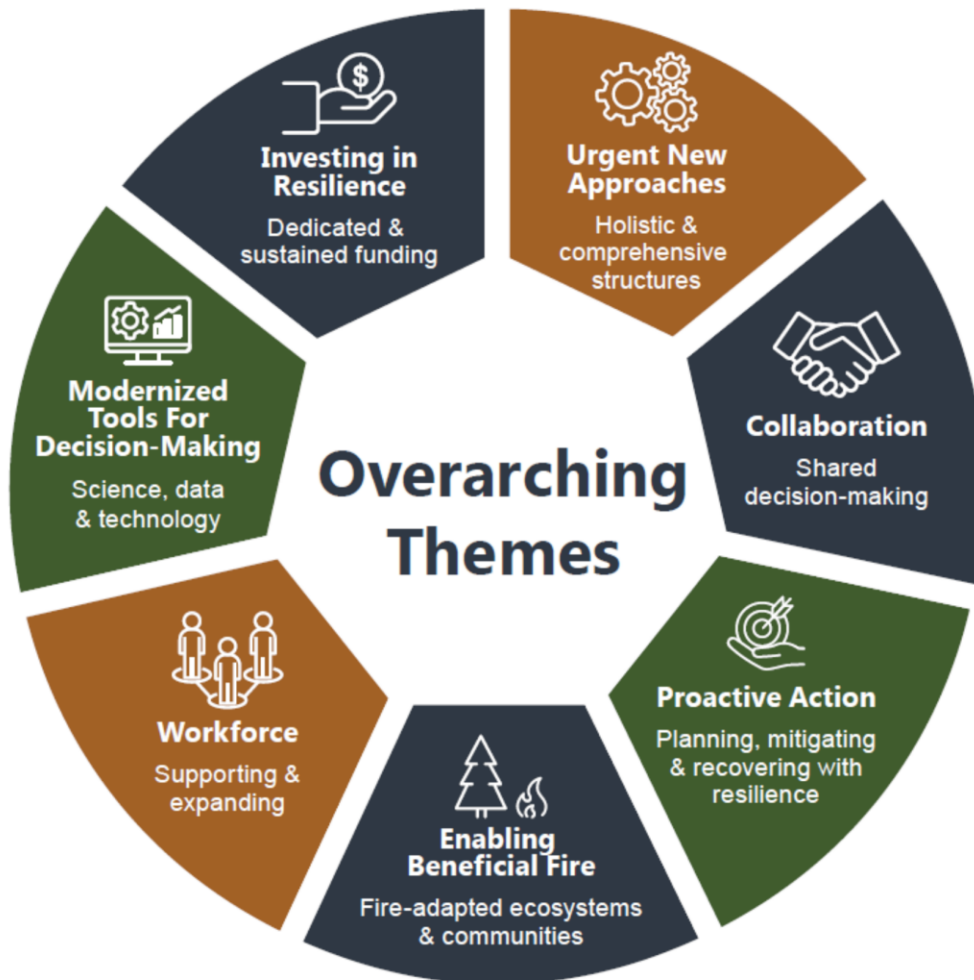 Investing in
Resilience
Dedicated &
sustained funding
Urgent New
Approaches
Holistic &
comprehensive
structures
Collaboration
Shared
decision-making
Proactive Action
Planning, mitigating
& recovering with
resilience
Enabling
Beneficial Fire
Fire-adapted ecosystems
& communities
Workforce
Supporting &
expanding
Modernized
Tools For
Decision-Making
Science, data
& technology
Overarching
Themes
$